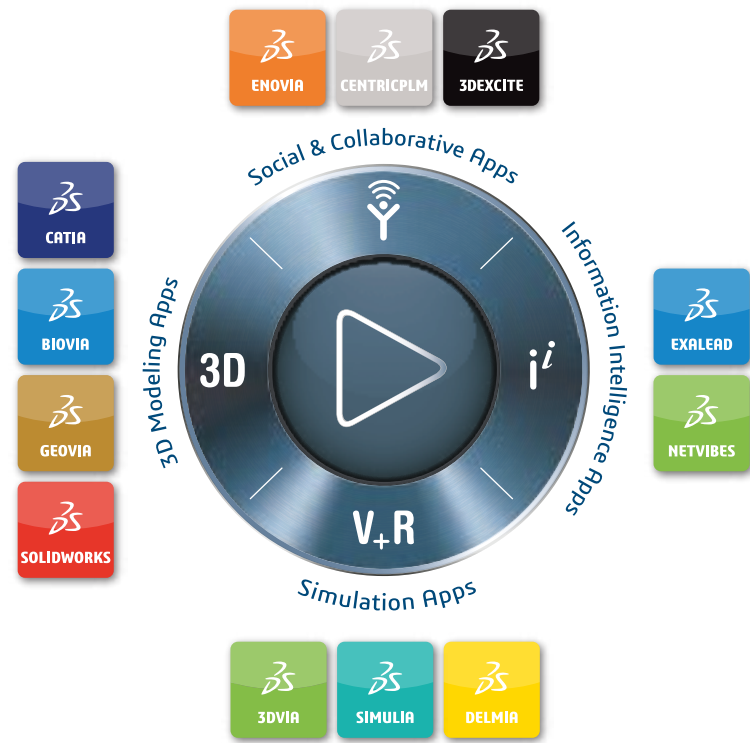 ENOVIA
CENTRICPLM
3DEXCITE
Social & Collaborative Apps
CATIA
BIOVIA
GEOVIA
SOLIDWORKS
3D Modeling Apps
3D
i i
V+R
Information Intelligence Apps
EXALEAD
NETVIBES
Simulation Apps
3DVIA
SIMULIA
DELMIA